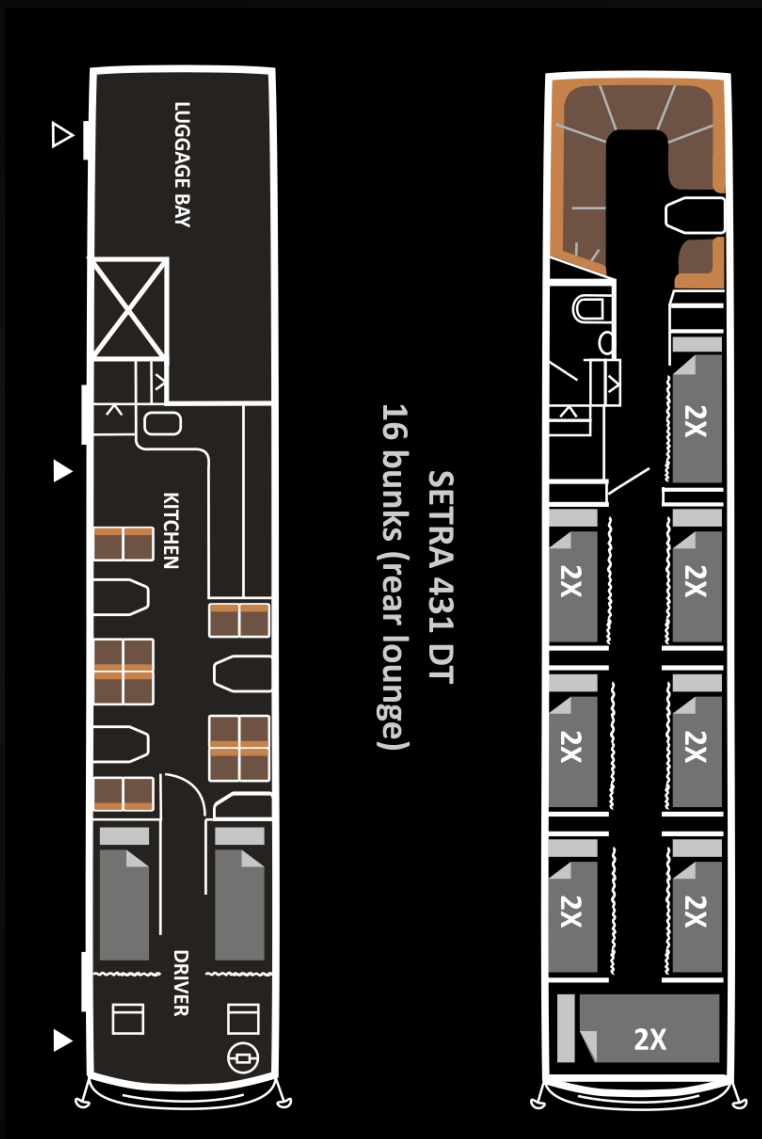 LUGGAGE BAY
KITCHEN
DRIVER
SETRA 431 DT
16 bunks (rear lounge)
2X
2X
2X
2X
2X
2X
2X
2X